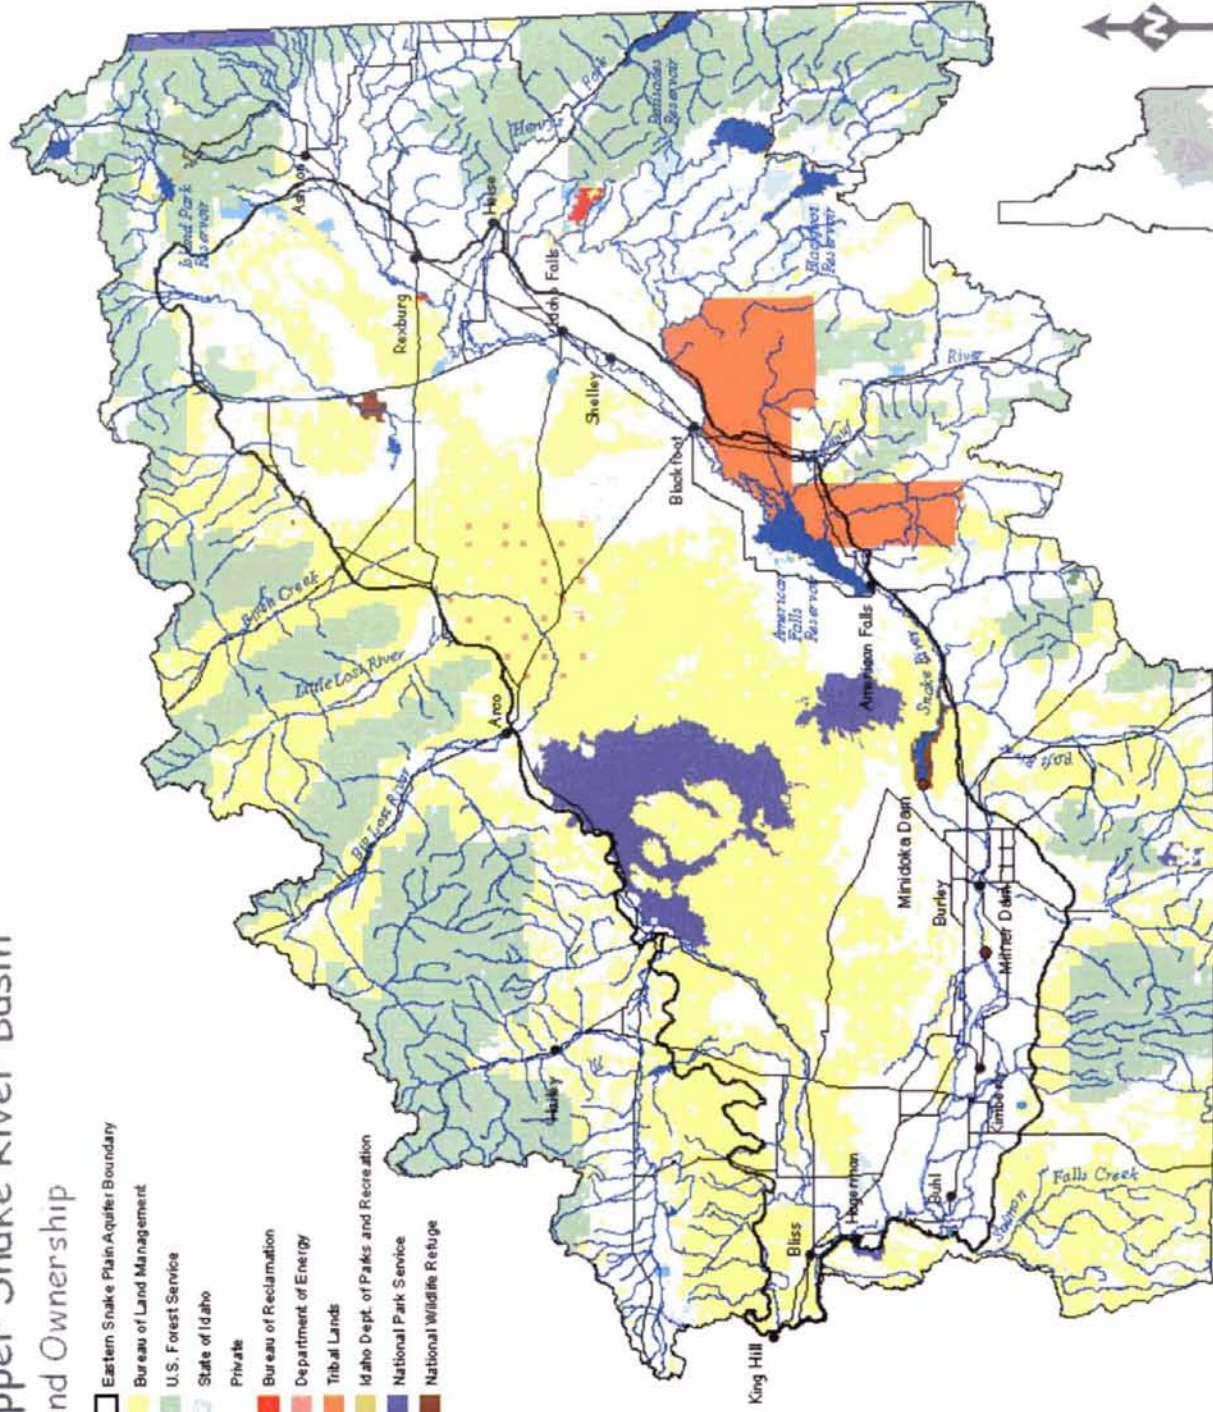 pper Snake River Basin
nd Ownership
Eastern Snake Plain Aquifer Boundary
Bureau of Land Management
U.S. Forest Service
State of Idaho
Private
Bureau of Reclamation
Department of Energy
Tribal Lands
Idaho Dept. of Parks and Recreation
National Park Service
National Wildlife Refuge
N
Island Park
Reservoir
Ashton
Rexburg
Heise
Henrys
Fork
Palisades
Reservoir
Idaho Falls
Shelley
Blackfoot
Blackfoot
Reservoir
River
Birch Creek
Little Lost River
Big Lost River
Arco
American
Falls
Reservoir
American Falls
Snake River
Raft
Minidoka Dam
Burley
Milner Dam
Hailey
Kimberly
Buhl
Hagerman
Bliss
King Hill
Salmon
Falls Creek